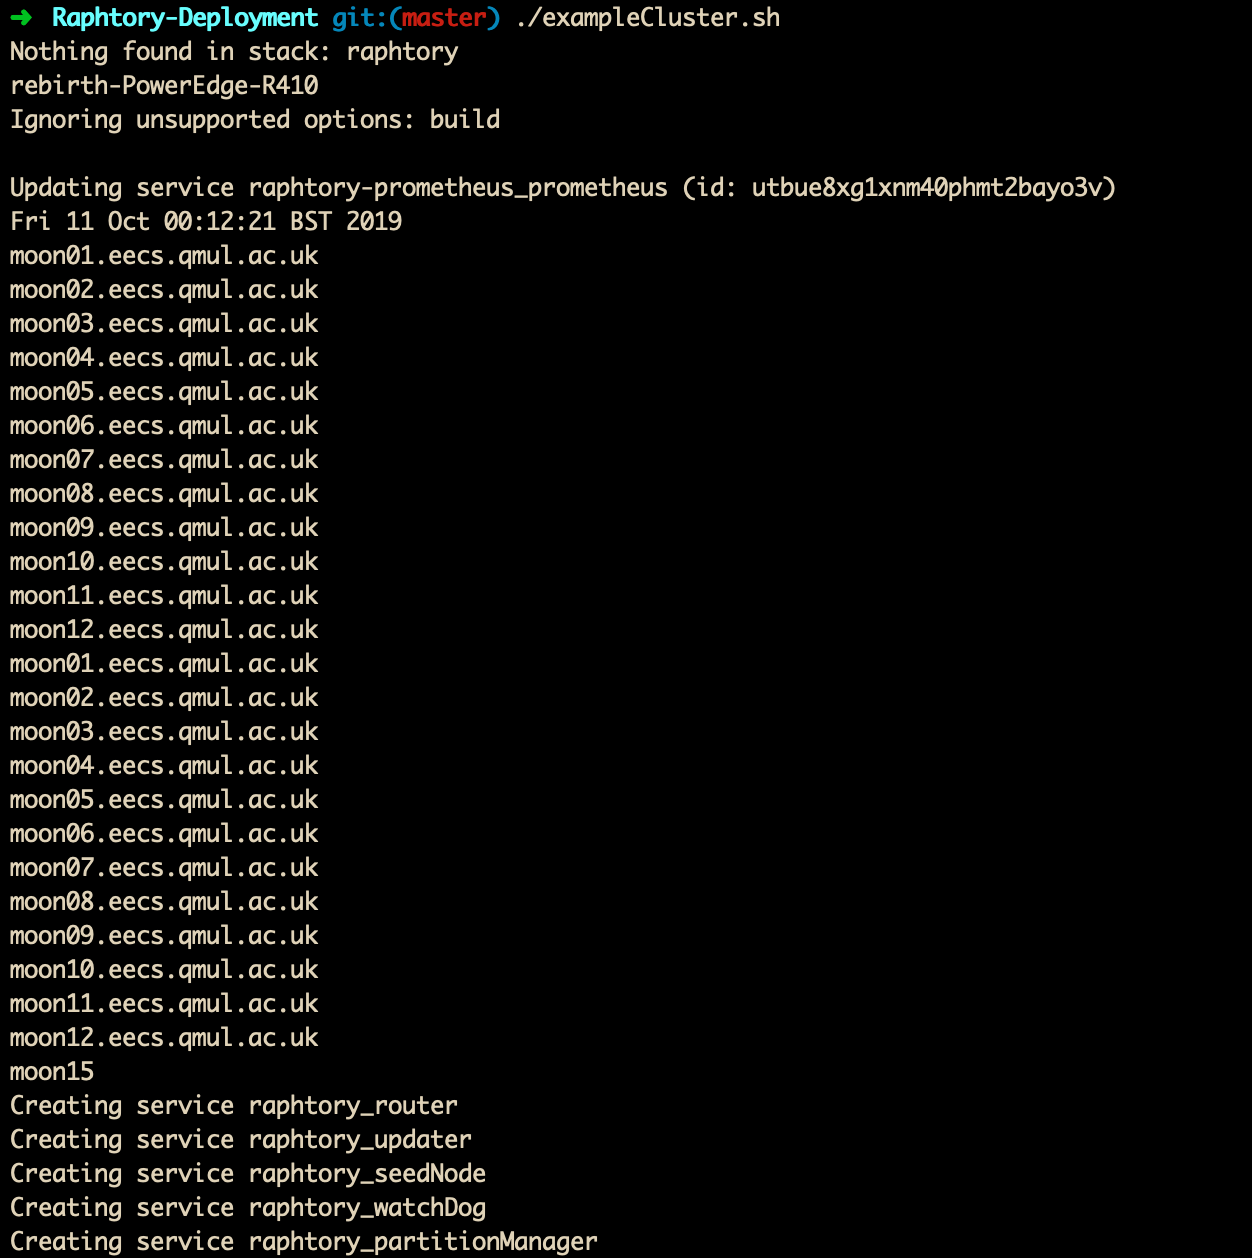 ➜ Raphtory-Deployment git:(master) ./exampleCluster.sh
Nothing found in stack: raphtory
rebirth-PowerEdge-R410
Ignoring unsupported options: build
Updating service raphtory-prometheus_prometheus (id: utbue8xg1xnm40phmt2bayo3v)
Fri 11 Oct 00:12:21 BST 2019
moon01.eecs.qmul.ac.uk
moon02.eecs.qmul.ac.uk
moon03.eecs.qmul.ac.uk
moon04.eecs.qmul.ac.uk
moon05.eecs.qmul.ac.uk
moon06.eecs.qmul.ac.uk
moon07.eecs.qmul.ac.uk
moon08.eecs.qmul.ac.uk
moon09.eecs.qmul.ac.uk
moon10.eecs.qmul.ac.uk
moon11.eecs.qmul.ac.uk
moon12.eecs.qmul.ac.uk
moon01.eecs.qmul.ac.uk
moon02.eecs.qmul.ac.uk
moon03.eecs.qmul.ac.uk
moon04.eecs.qmul.ac.uk
moon05.eecs.qmul.ac.uk
moon06.eecs.qmul.ac.uk
moon07.eecs.qmul.ac.uk
moon08.eecs.qmul.ac.uk
moon09.eecs.qmul.ac.uk
moon10.eecs.qmul.ac.uk
moon11.eecs.qmul.ac.uk
moon12.eecs.qmul.ac.uk
moon15
Creating service raphtory_router
Creating service raphtory_updater
Creating service raphtory_seedNode
Creating service raphtory_watchDog
Creating service raphtory_partitionManager